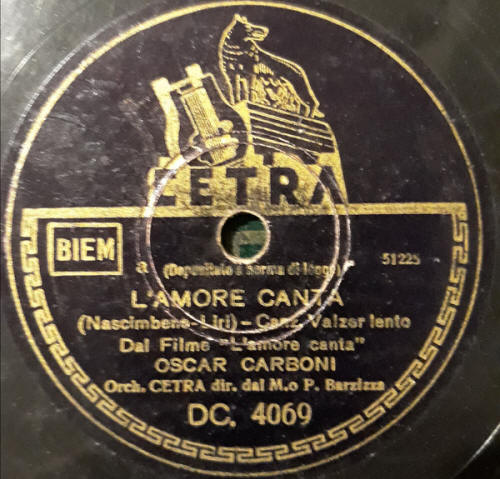 CETRA
BIEM
a (Depositato a norma di legge) 51225
L'AMORE CANTA
(Nascimbene-Liri) - Canz. Valzer lento
Dal Filme "L'amore canta"
OSCAR CARBONI
Orch. CETRA dir. dal M.o P. Barzizza
DC. 4069